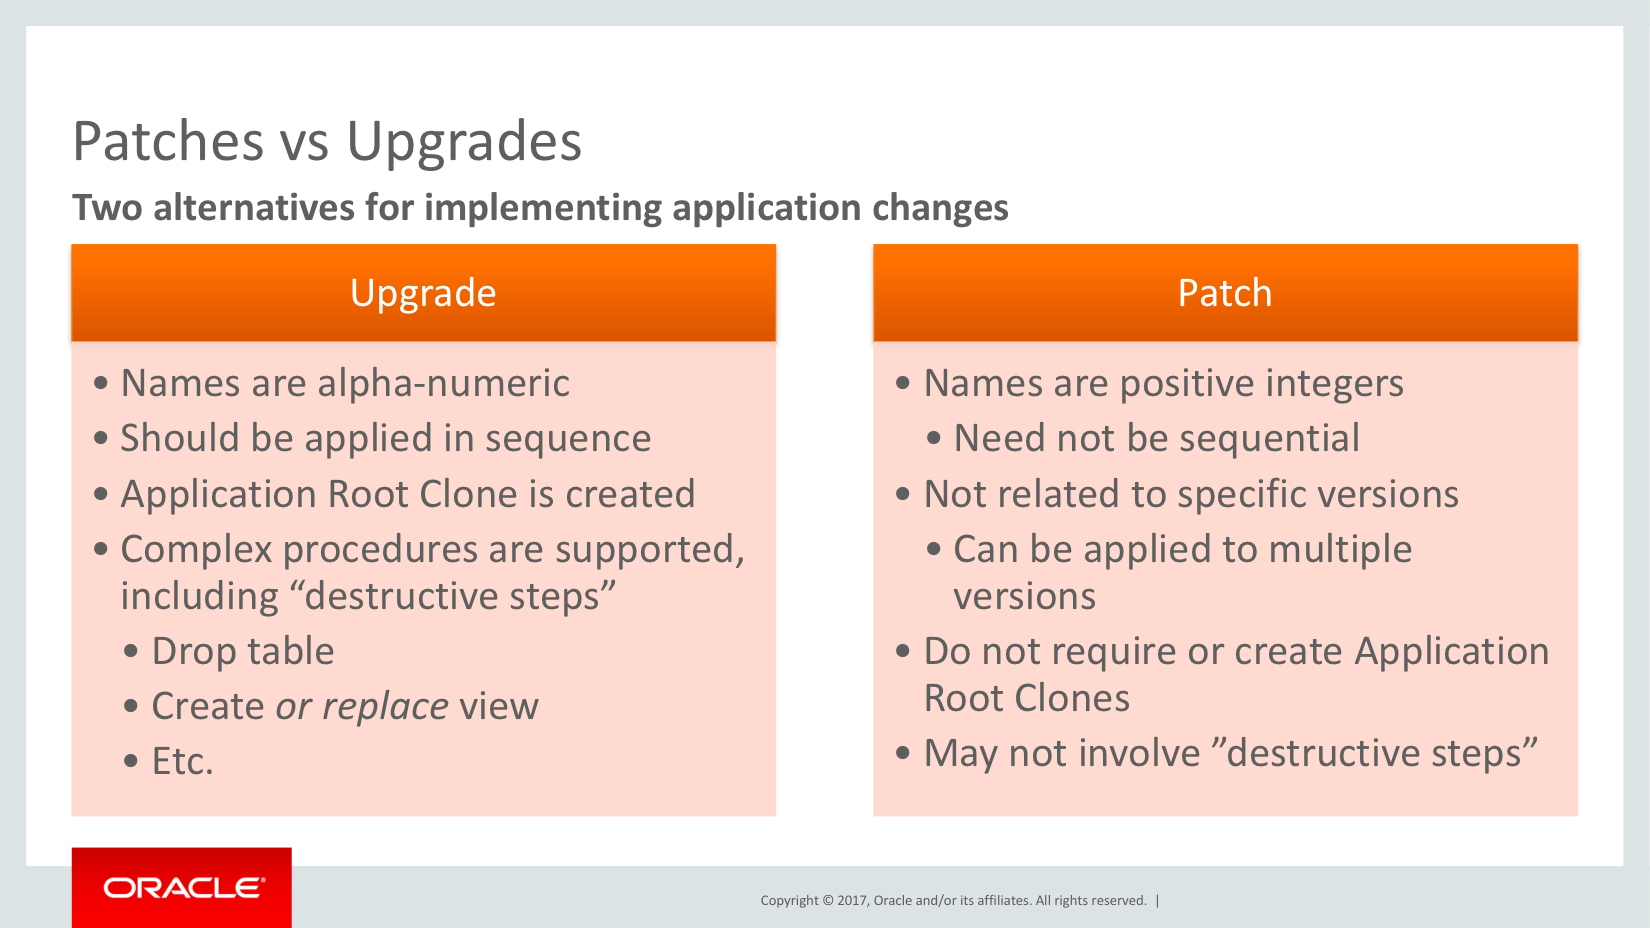 Patches vs Upgrades
Two alternatives for implementing application changes
Upgrade
• Names are alpha-numeric
• Should be applied in sequence
• Application Root Clone is created
• Complex procedures are supported,
including “destructive steps”
• Drop table
• Create or replace view
• Etc.
Patch
• Names are positive integers
• Need not be sequential
• Not related to specific versions
• Can be applied to multiple
versions
• Do not require or create Application
Root Clones
• May not involve ”destructive steps”
ORACLE®
Copyright © 2017, Oracle and/or its affiliates. All rights reserved. |